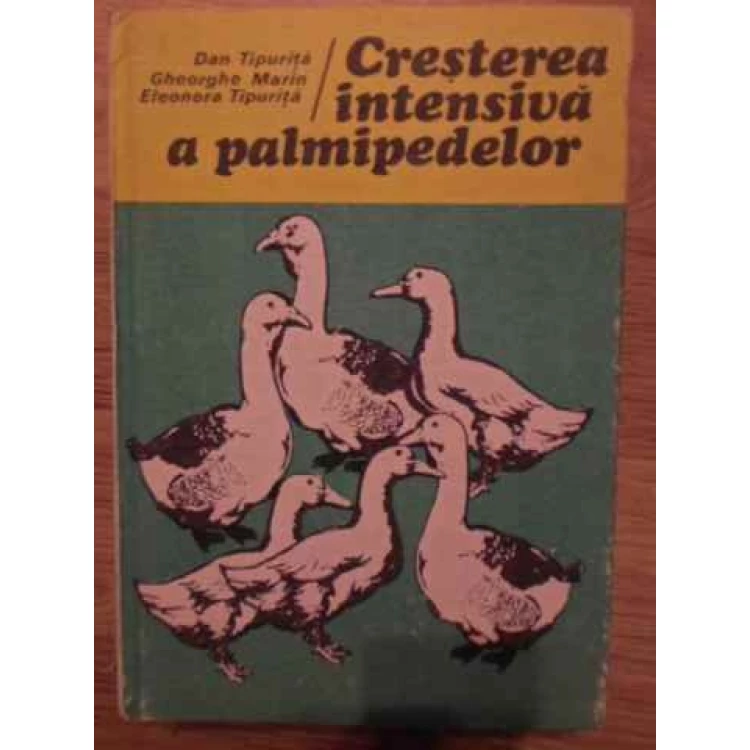 Dan Tipuriță
Gheorghe Marin
Eleonora Tipuriță
Creșterea
intensivă
a palmipedelor